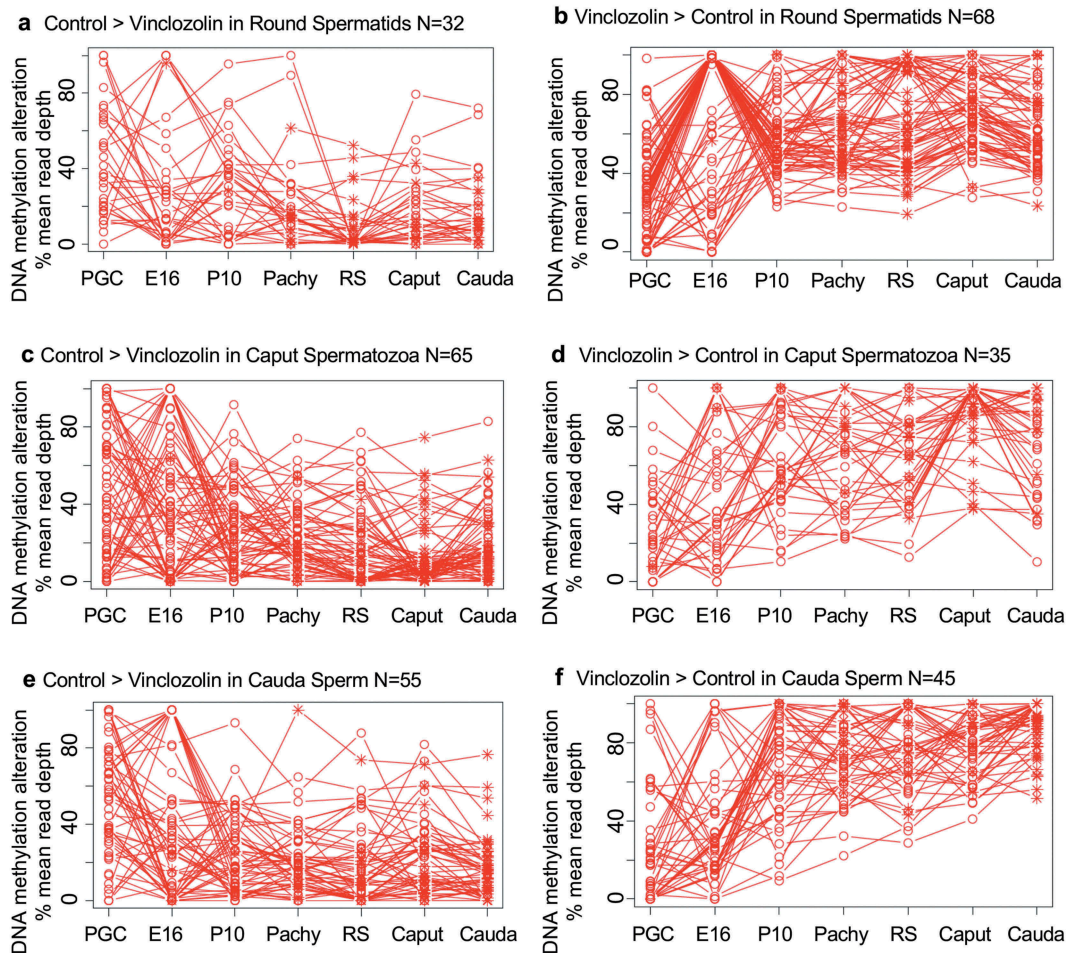 a Control > Vinclozolin in Round Spermatids N=32
DNA methylation alteration
% mean read depth
80
40
0
PGC E16 P10 Pachy RS Caput Cauda
b Vinclozolin > Control in Round Spermatids N=68
DNA methylation alteration
% mean read depth
80
40
0
PGC E16 P10 Pachy RS Caput Cauda
c Control > Vinclozolin in Caput Spermatozoa N=65
DNA methylation alteration
% mean read depth
80
40
0
PGC E16 P10 Pachy RS Caput Cauda
d Vinclozolin > Control in Caput Spermatozoa N=35
DNA methylation alteration
% mean read depth
80
40
0
PGC E16 P10 Pachy RS Caput Cauda
e Control > Vinclozolin in Cauda Sperm N=55
DNA methylation alteration
% mean read depth
80
40
0
PGC E16 P10 Pachy RS Caput Cauda
f Vinclozolin > Control in Cauda Sperm N=45
DNA methylation alteration
% mean read depth
80
40
0
PGC E16 P10 Pachy RS Caput Cauda